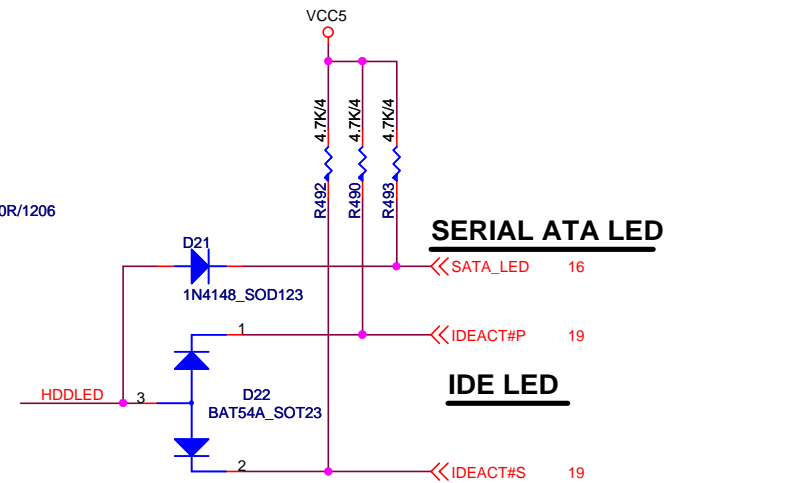 VCC5
4.7K/4
4.7K/4
4.7K/4
R492
R490
R493
0R/1206
SERIAL ATA LED
D21
SATA_LED 16
1N4148_SOD123
1
IDEACT#P 19
IDE LED
HDDLED
3
D22
BAT54A_SOT23
2
IDEACT#S 19